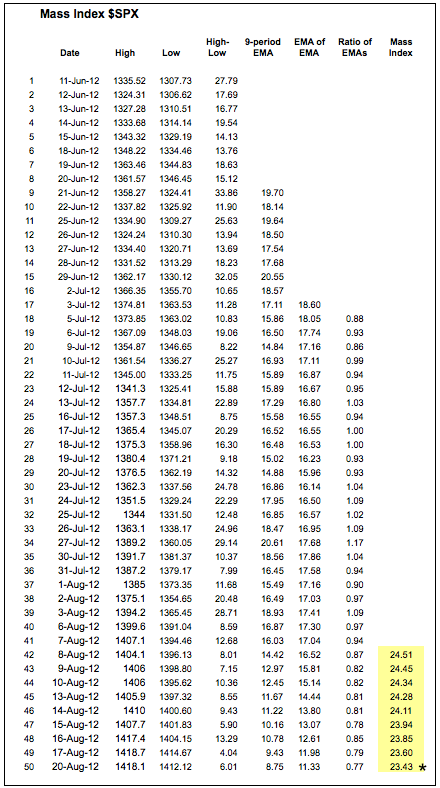 Mass Index $SPX
Date High Low High-Low 9-period EMA EMA of EMA Ratio of EMAs Mass Index
1 11-Jun-12 1335.52 1307.73 27.79
2 12-Jun-12 1324.31 1306.62 17.69
3 13-Jun-12 1327.28 1310.51 16.77
4 14-Jun-12 1333.68 1314.14 19.54
5 15-Jun-12 1343.32 1329.19 14.13
6 18-Jun-12 1348.22 1334.46 13.76
7 19-Jun-12 1363.46 1344.83 18.63
8 20-Jun-12 1361.57 1346.45 15.12
9 21-Jun-12 1358.27 1324.41 33.86 19.70
10 22-Jun-12 1337.82 1325.92 11.90 18.14
11 25-Jun-12 1334.90 1309.27 25.63 19.64
12 26-Jun-12 1324.24 1310.30 13.94 18.50
13 27-Jun-12 1334.40 1320.71 13.69 17.54
14 28-Jun-12 1331.52 1313.29 18.23 17.68
15 29-Jun-12 1362.17 1330.12 32.05 20.55
16 2-Jul-12 1366.35 1355.70 10.65 18.57
17 3-Jul-12 1374.81 1363.53 11.28 17.11 18.60
18 5-Jul-12 1373.85 1363.02 10.83 15.86 18.05 0.88
19 6-Jul-12 1367.09 1348.03 19.06 16.50 17.74 0.93
20 9-Jul-12 1354.87 1346.65 8.22 14.84 17.16 0.86
21 10-Jul-12 1361.54 1336.27 25.27 16.93 17.11 0.99
22 11-Jul-12 1345.00 1333.25 11.75 15.89 16.87 0.94
23 12-Jul-12 1341.3 1325.41 15.88 15.89 16.67 0.95
24 13-Jul-12 1357.7 1334.81 22.89 17.29 16.80 1.03
25 16-Jul-12 1357.3 1348.51 8.75 15.58 16.55 0.94
26 17-Jul-12 1365.4 1345.07 20.29 16.52 16.55 1.00
27 18-Jul-12 1375.3 1358.96 16.30 16.48 16.53 1.00
28 19-Jul-12 1380.4 1371.21 9.18 15.02 16.23 0.93
29 20-Jul-12 1376.5 1362.19 14.32 14.88 15.96 0.93
30 23-Jul-12 1362.3 1337.56 24.78 16.86 16.14 1.04
31 24-Jul-12 1351.5 1329.24 22.29 17.95 16.50 1.09
32 25-Jul-12 1344 1331.50 12.48 16.85 16.57 1.02
33 26-Jul-12 1363.1 1338.17 24.96 18.47 16.95 1.09
34 27-Jul-12 1389.2 1360.05 29.14 20.61 17.68 1.17
35 30-Jul-12 1391.7 1381.37 10.37 18.56 17.86 1.04
36 31-Jul-12 1387.2 1379.17 7.99 16.45 17.58 0.94
37 1-Aug-12 1385 1373.35 11.68 15.49 17.16 0.90
38 2-Aug-12 1375.1 1354.65 20.48 16.49 17.03 0.97
39 3-Aug-12 1394.2 1365.45 28.71 18.93 17.41 1.09
40 6-Aug-12 1399.6 1391.04 8.59 16.87 17.30 0.97
41 7-Aug-12 1407.1 1394.46 12.68 16.03 17.04 0.94
42 8-Aug-12 1404.1 1396.13 8.01 14.42 16.52 0.87 24.51
43 9-Aug-12 1406 1398.80 7.15 12.97 15.81 0.82 24.45
44 10-Aug-12 1406 1395.62 10.36 12.45 15.14 0.82 24.34
45 13-Aug-12 1405.9 1397.32 8.55 11.67 14.44 0.81 24.28
46 14-Aug-12 1410 1400.60 9.43 11.22 13.80 0.81 24.11
47 15-Aug-12 1407.7 1401.83 5.90 10.16 13.07 0.78 23.94
48 16-Aug-12 1417.4 1404.15 13.29 10.78 12.61 0.85 23.85
49 17-Aug-12 1418.7 1414.67 4.04 9.43 11.98 0.79 23.60
50 20-Aug-12 1418.1 1412.12 6.01 8.75 11.33 0.77 23.43 *